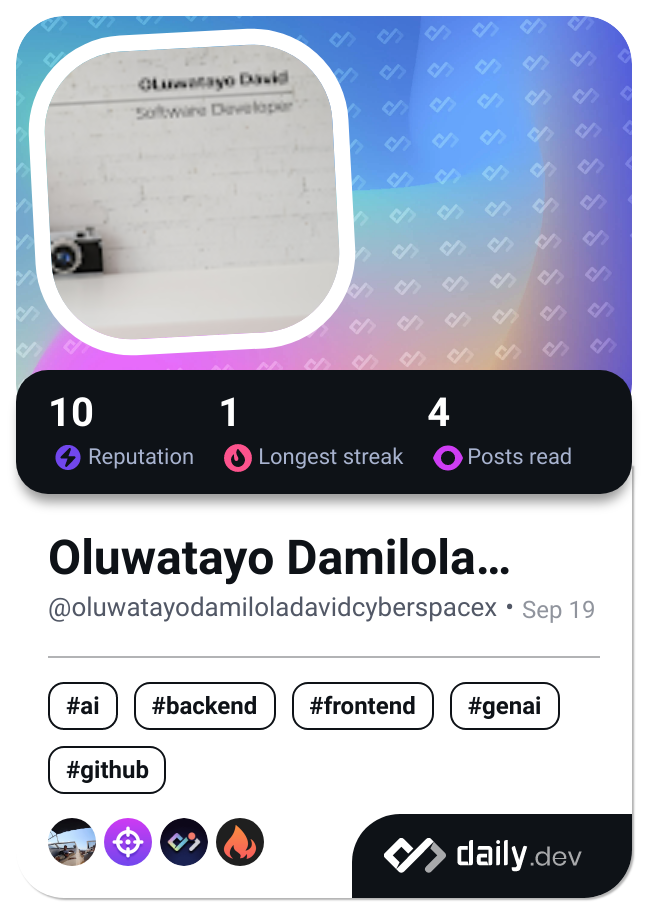 OLuwatayo David
Software Developer
10 1 4
Reputation Longest streak Posts read
Oluwatayo Damilola...
@oluwatayodamiloladavidcyberspacex • Sep 19
#ai #backend #frontend #genai
#github
daily.dev